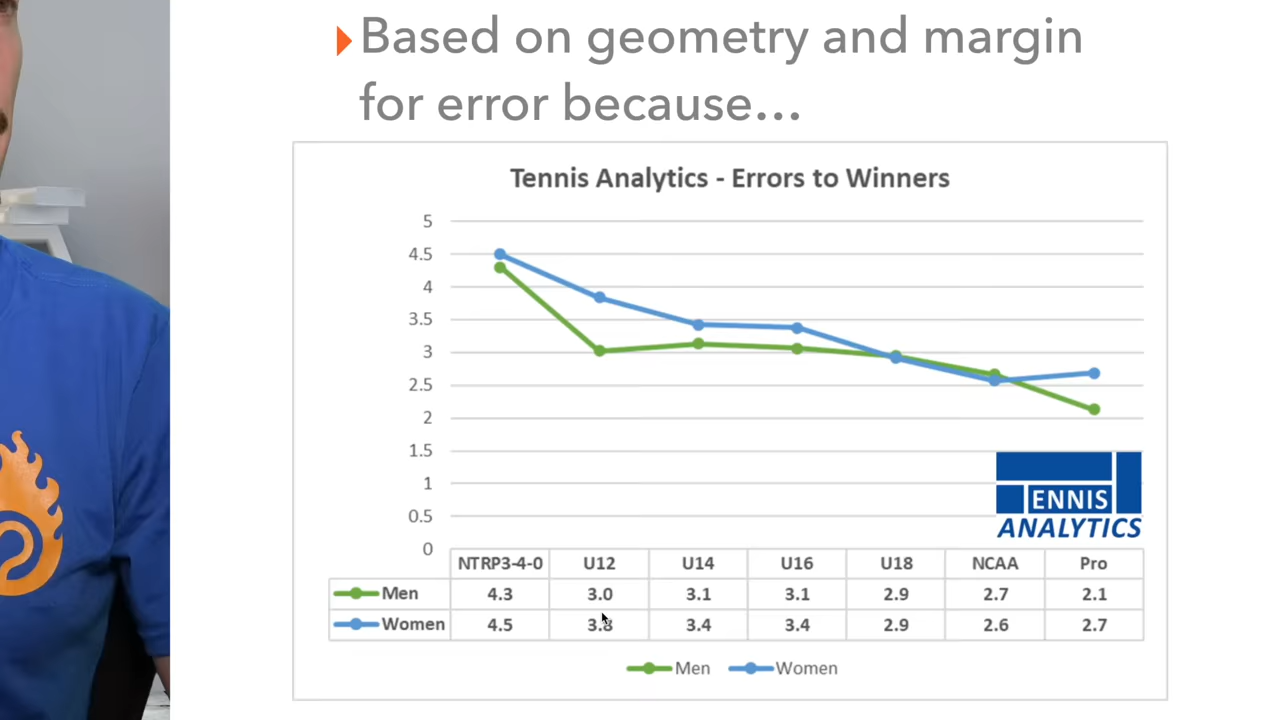 Based on geometry and margin
for error because...
Tennis Analytics - Errors to Winners
5
4.5
4
3.5
3
2.5
2
1.5
1
0.5
0
TENNIS
ANALYTICS
NTRP3-4-0 U12 U14 U16 U18 NCAA Pro
Men 4.3 3.0 3.1 3.1 2.9 2.7 2.1
Women 4.5 3.8 3.4 3.4 2.9 2.6 2.7
Men Women